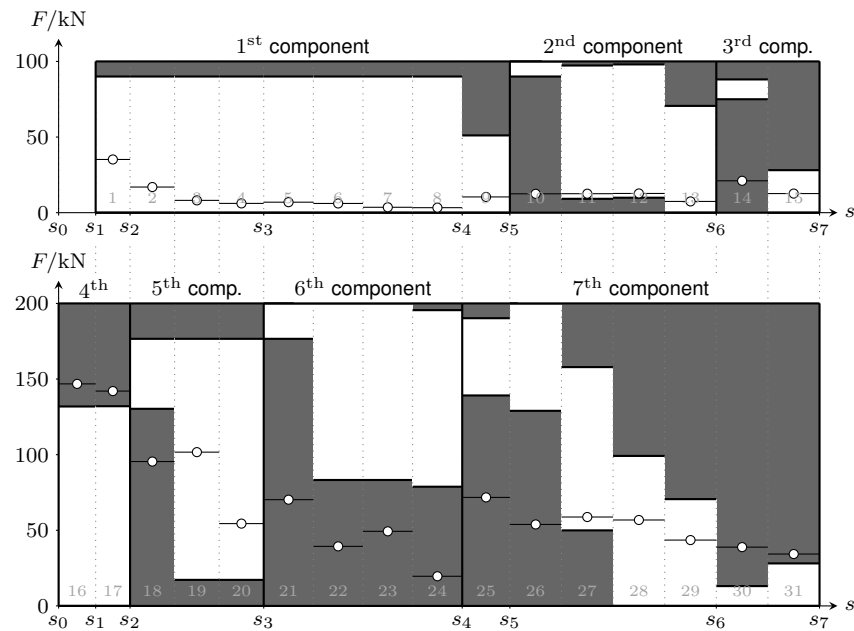 F/kN
1st component 2nd component 3rd comp.
100
50
0
1 2 3 4 5 6 7 8 9 10 11 12 13 14 15
s
s0 s1 s2 s3 s4 s5 s6 s7
F/kN
4th 5th comp. 6th component 7th component
200
150
100
50
0
16 17 18 19 20 21 22 23 24 25 26 27 28 29 30 31
s
s0 s1 s2 s3 s4 s5 s6 s7